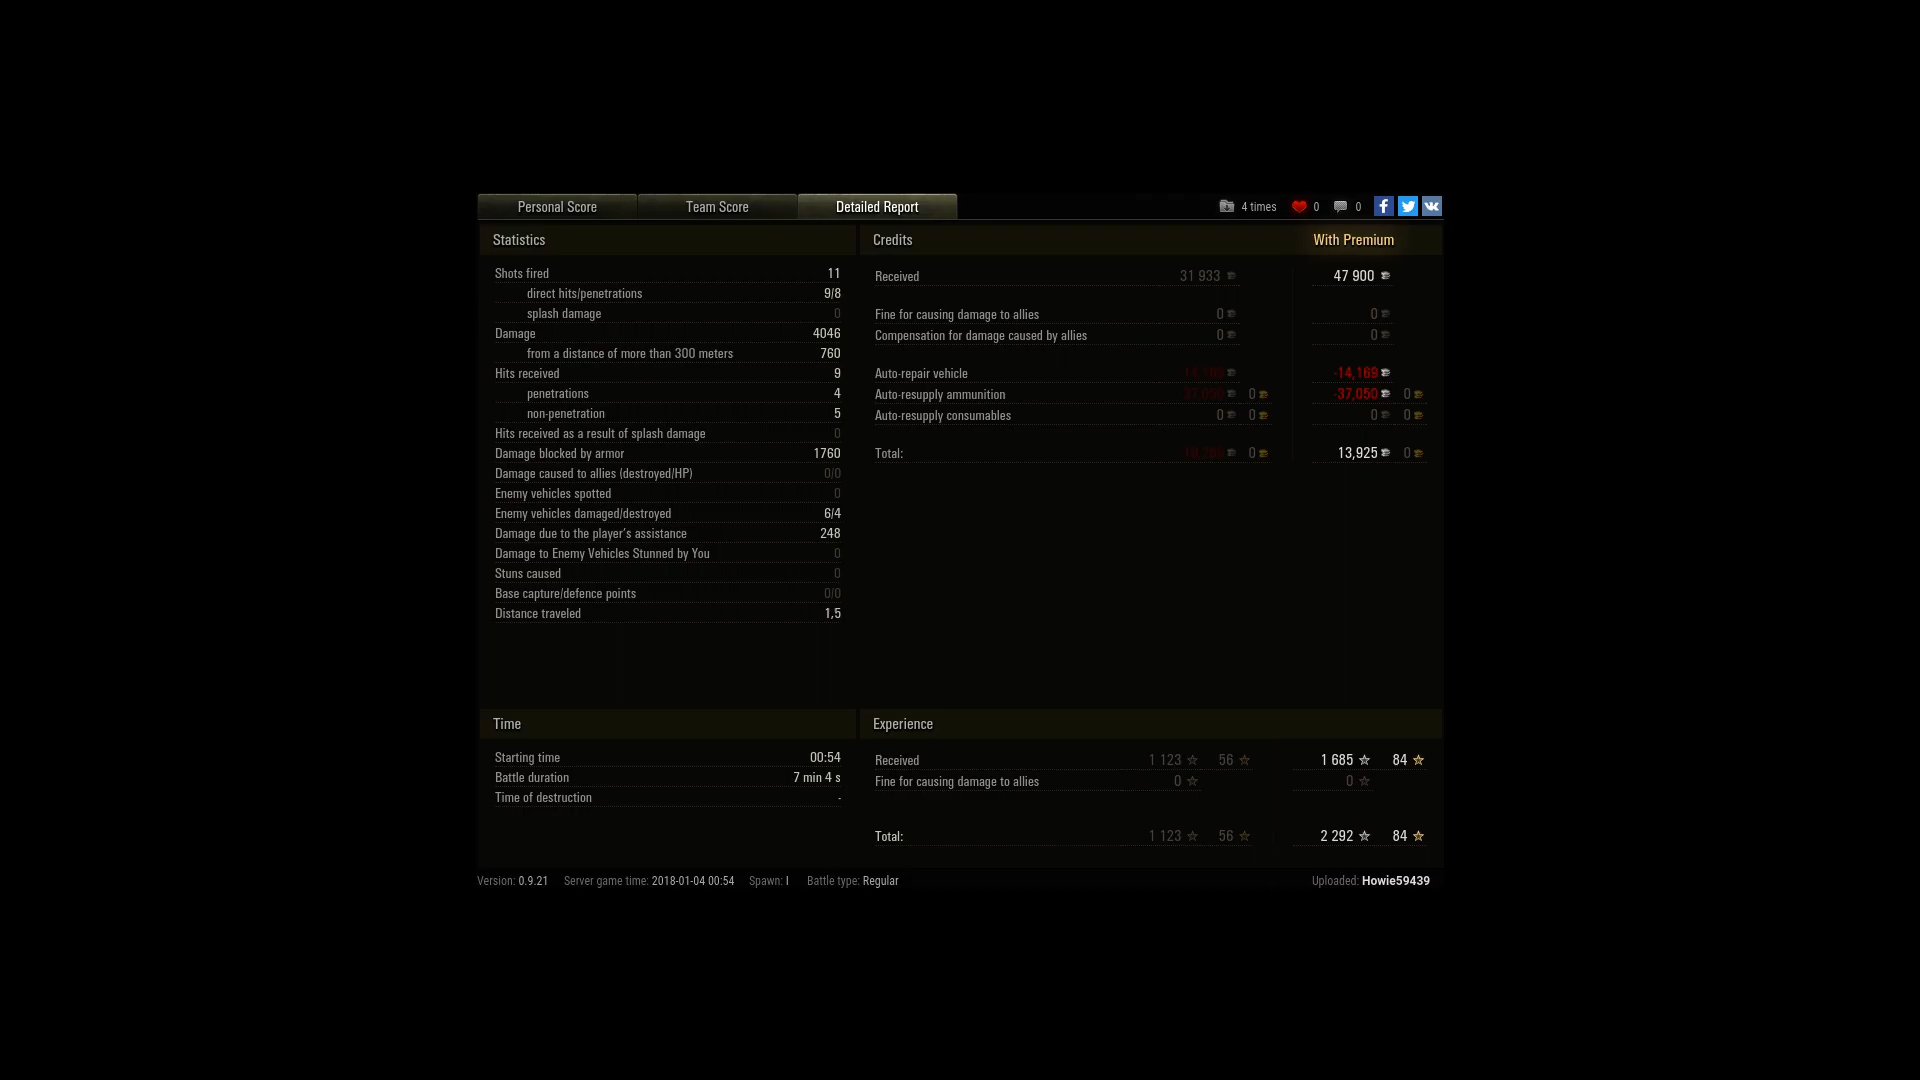 Personal Score Team Score Detailed Report 4 times 0 0
Statistics
Shots fired 11
direct hits/penetrations 9/8
splash damage 0
Damage 4046
from a distance of more than 300 meters 760
Hits received 9
penetrations 4
non-penetration 5
Hits received as a result of splash damage 0
Damage blocked by armor 1760
Damage caused to allies (destroyed/HP) 0/0
Enemy vehicles spotted 0
Enemy vehicles damaged/destroyed 6/4
Damage due to the player's assistance 248
Damage to Enemy Vehicles Stunned by You 0
Stuns caused 0
Base capture/defence points 0/0
Distance traveled 1,5
Credits With Premium
Received 31 933 47 900
Fine for causing damage to allies 0 0
Compensation for damage caused by allies 0 0
Auto-repair vehicle -14,169
Auto-resupply ammunition 0 -37,050 0
Auto-resupply consumables 0 0 0 0
Total: 0 13,925 0
Time
Starting time 00:54
Battle duration 7 min 4 s
Time of destruction -
Experience
Received 1 123 56 1 685 84
Fine for causing damage to allies 0 0
Total: 1 123 56 2 292 84
Version: 0.9.21 Server game time: 2018-01-04 00:54 Spawn: I Battle type: Regular Uploaded: Howie59439